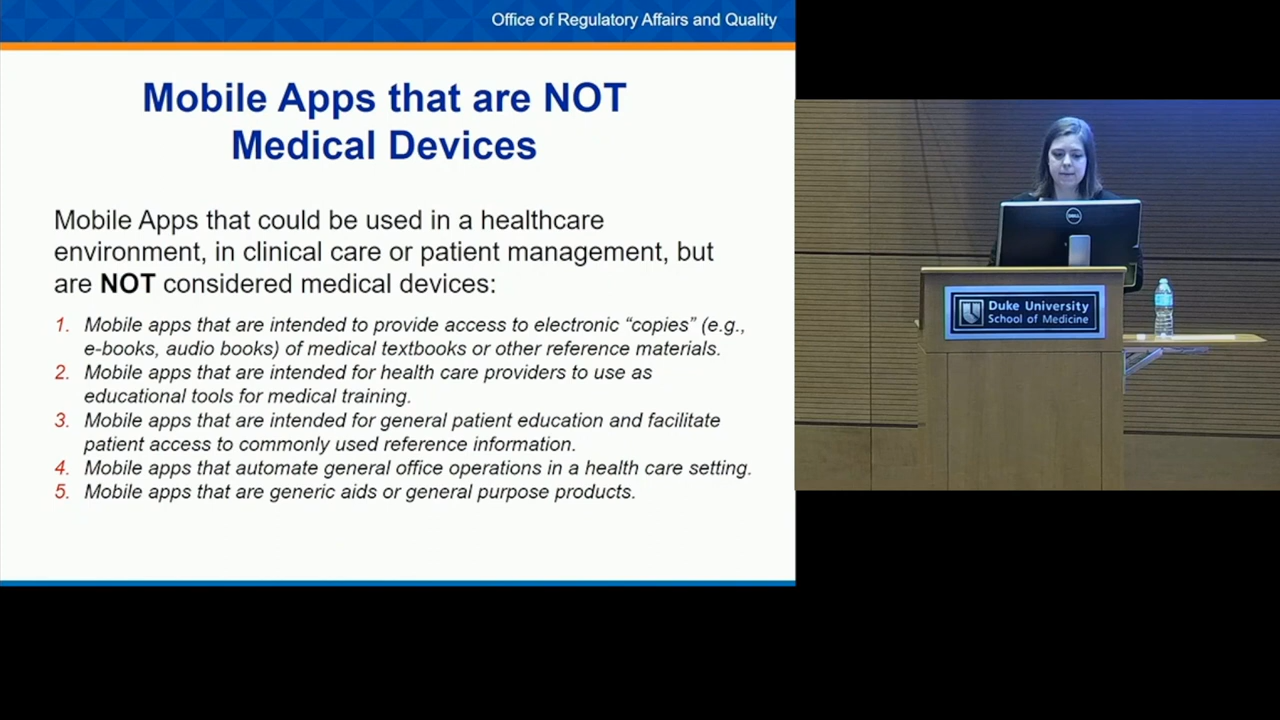 Office of Regulatory Affairs and Quality
Mobile Apps that are NOT
Medical Devices
Mobile Apps that could be used in a healthcare
environment, in clinical care or patient management, but
are NOT considered medical devices:
1. Mobile apps that are intended to provide access to electronic “copies” (e.g.,
e-books, audio books) of medical textbooks or other reference materials.
2. Mobile apps that are intended for health care providers to use as
educational tools for medical training.
3. Mobile apps that are intended for general patient education and facilitate
patient access to commonly used reference information.
4. Mobile apps that automate general office operations in a health care setting.
5. Mobile apps that are generic aids or general purpose products.
DELL
Duke University
School of Medicine